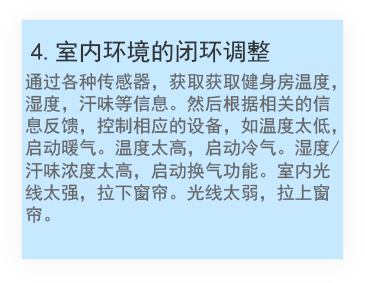 4. 室内环境的闭环调整
通过各种传感器，获取获取健身房温度，
湿度，汗味等信息。然后根据相关的信
息反馈，控制相应的设备，如温度太低，
启动暖气。温度太高，启动冷气。湿度/
汗味浓度太高，启动换气功能。室内光
线太强，拉下窗帘。光线太弱，拉上窗
帘。